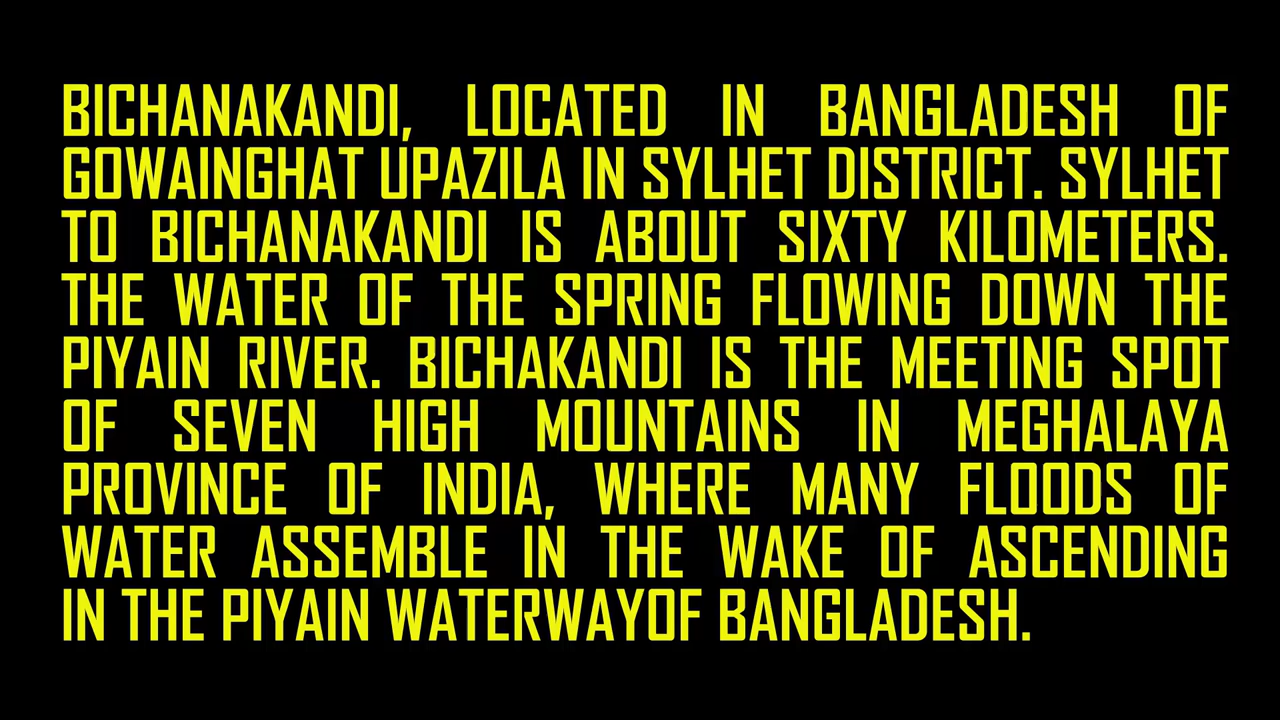 BICHANAKANDI, LOCATED IN BANGLADESH OF
GOWAINGHAT UPAZILA IN SYLHET DISTRICT. SYLHET
TO BICHANAKANDI IS ABOUT SIXTY KILOMETERS.
THE WATER OF THE SPRING FLOWING DOWN THE
PIYAIN RIVER. BICHAKANDI IS THE MEETING SPOT
OF SEVEN HIGH MOUNTAINS IN MEGHALAYA
PROVINCE OF INDIA, WHERE MANY FLOODS OF
WATER ASSEMBLE IN THE WAKE OF ASCENDING
IN THE PIYAIN WATERWAYOF BANGLADESH.